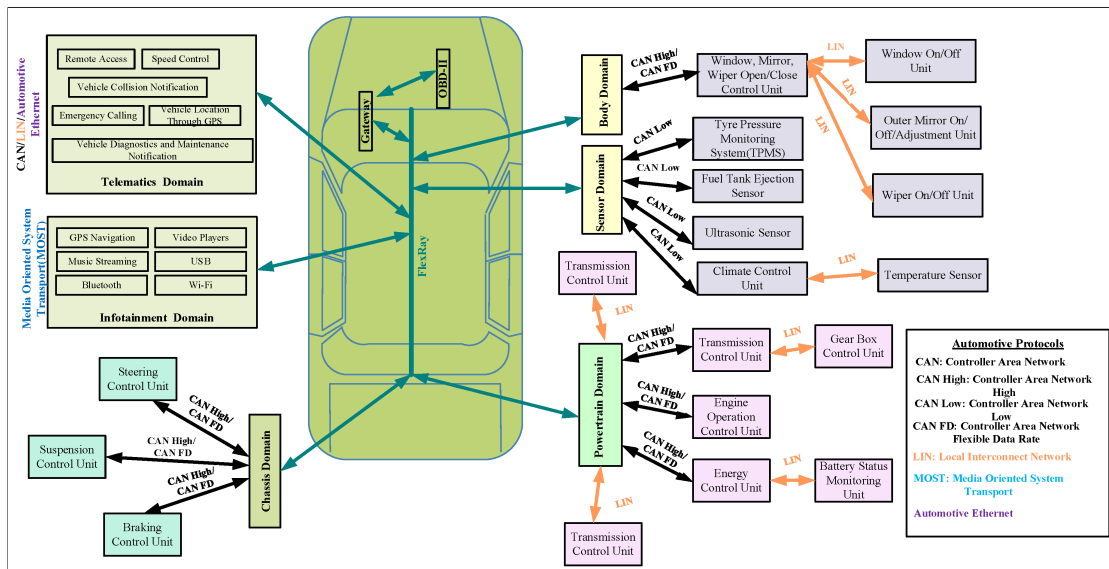 CAN/LIN/Automotive
Ethernet
Remote Access
Speed Control
Vehicle Collision Notification
Emergency Calling
Vehicle Location
Through GPS
Vehicle Diagnostics and Maintenance
Notification
Telematics Domain
Media Oriented System
Transport(MOST)
GPS Navigation
Video Players
Music Streaming
USB
Bluetooth
Wi-Fi
Infotainment Domain
Gateway
OBD-II
FlexRay
Body Domain
CAN High/
CAN FD
Window, Mirror,
Wiper Open/Close
Control Unit
LIN
Window On/Off
Unit
LIN
Outer Mirror On/
Off/Adjustment Unit
LIN
Wiper On/Off Unit
Sensor Domain
CAN Low
Tyre Pressure
Monitoring
System(TPMS)
CAN Low
Fuel Tank Ejection
Sensor
CAN Low
Ultrasonic Sensor
CAN Low
Climate Control
Unit
LIN
Temperature Sensor
Transmission
Control Unit
LIN
Powertrain Domain
CAN High/
CAN FD
Transmission
Control Unit
LIN
Gear Box
Control Unit
CAN High/
CAN FD
Engine
Operation
Control Unit
CAN High/
CAN FD
Energy
Control Unit
LIN
Battery Status
Monitoring
Unit
LIN
Transmission
Control Unit
Steering
Control Unit
CAN High/
CAN FD
Suspension
Control Unit
CAN High/
CAN FD
Braking
Control Unit
CAN High/
CAN FD
Chassis Domain
Automotive Protocols
CAN: Controller Area Network
CAN High: Controller Area Network
High
CAN Low: Controller Area Network
Low
CAN FD: Controller Area Network
Flexible Data Rate
LIN: Local Interconnect Network
MOST: Media Oriented System
Transport
Automotive Ethernet